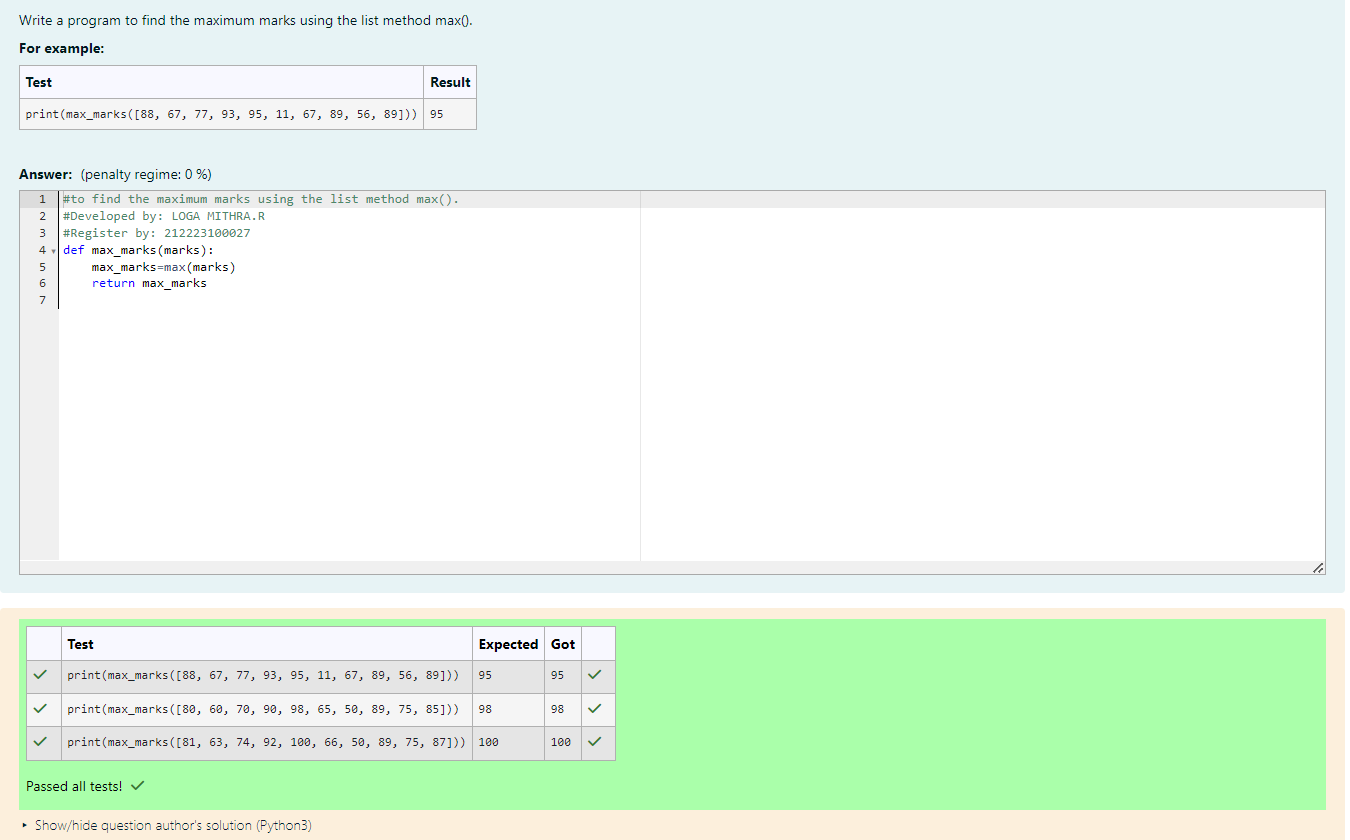 Write a program to find the maximum marks using the list method max().
For example:
Test Result
print(max_marks([88, 67, 77, 93, 95, 11, 67, 89, 56, 89])) 95
Answer: (penalty regime: 0 %)
1 #to find the maximum marks using the list method max().
2 #Developed by: LOGA MITHRA.R
3 #Register by: 212223100027
4 def max_marks(marks):
5 max_marks=max(marks)
6 return max_marks
7
Test Expected Got
print(max_marks([88, 67, 77, 93, 95, 11, 67, 89, 56, 89])) 95 95
print(max_marks([80, 60, 70, 90, 98, 65, 50, 89, 75, 85])) 98 98
print(max_marks([81, 63, 74, 92, 100, 66, 50, 89, 75, 87])) 100 100
Passed all tests!
Show/hide question author's solution (Python3)